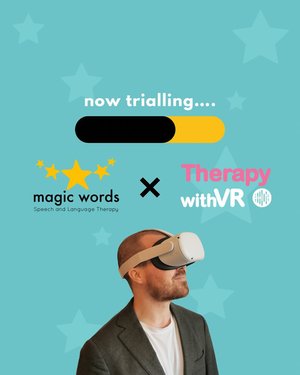 now trialling....
magic words
Speech and Language Therapy
Therapy
withVR